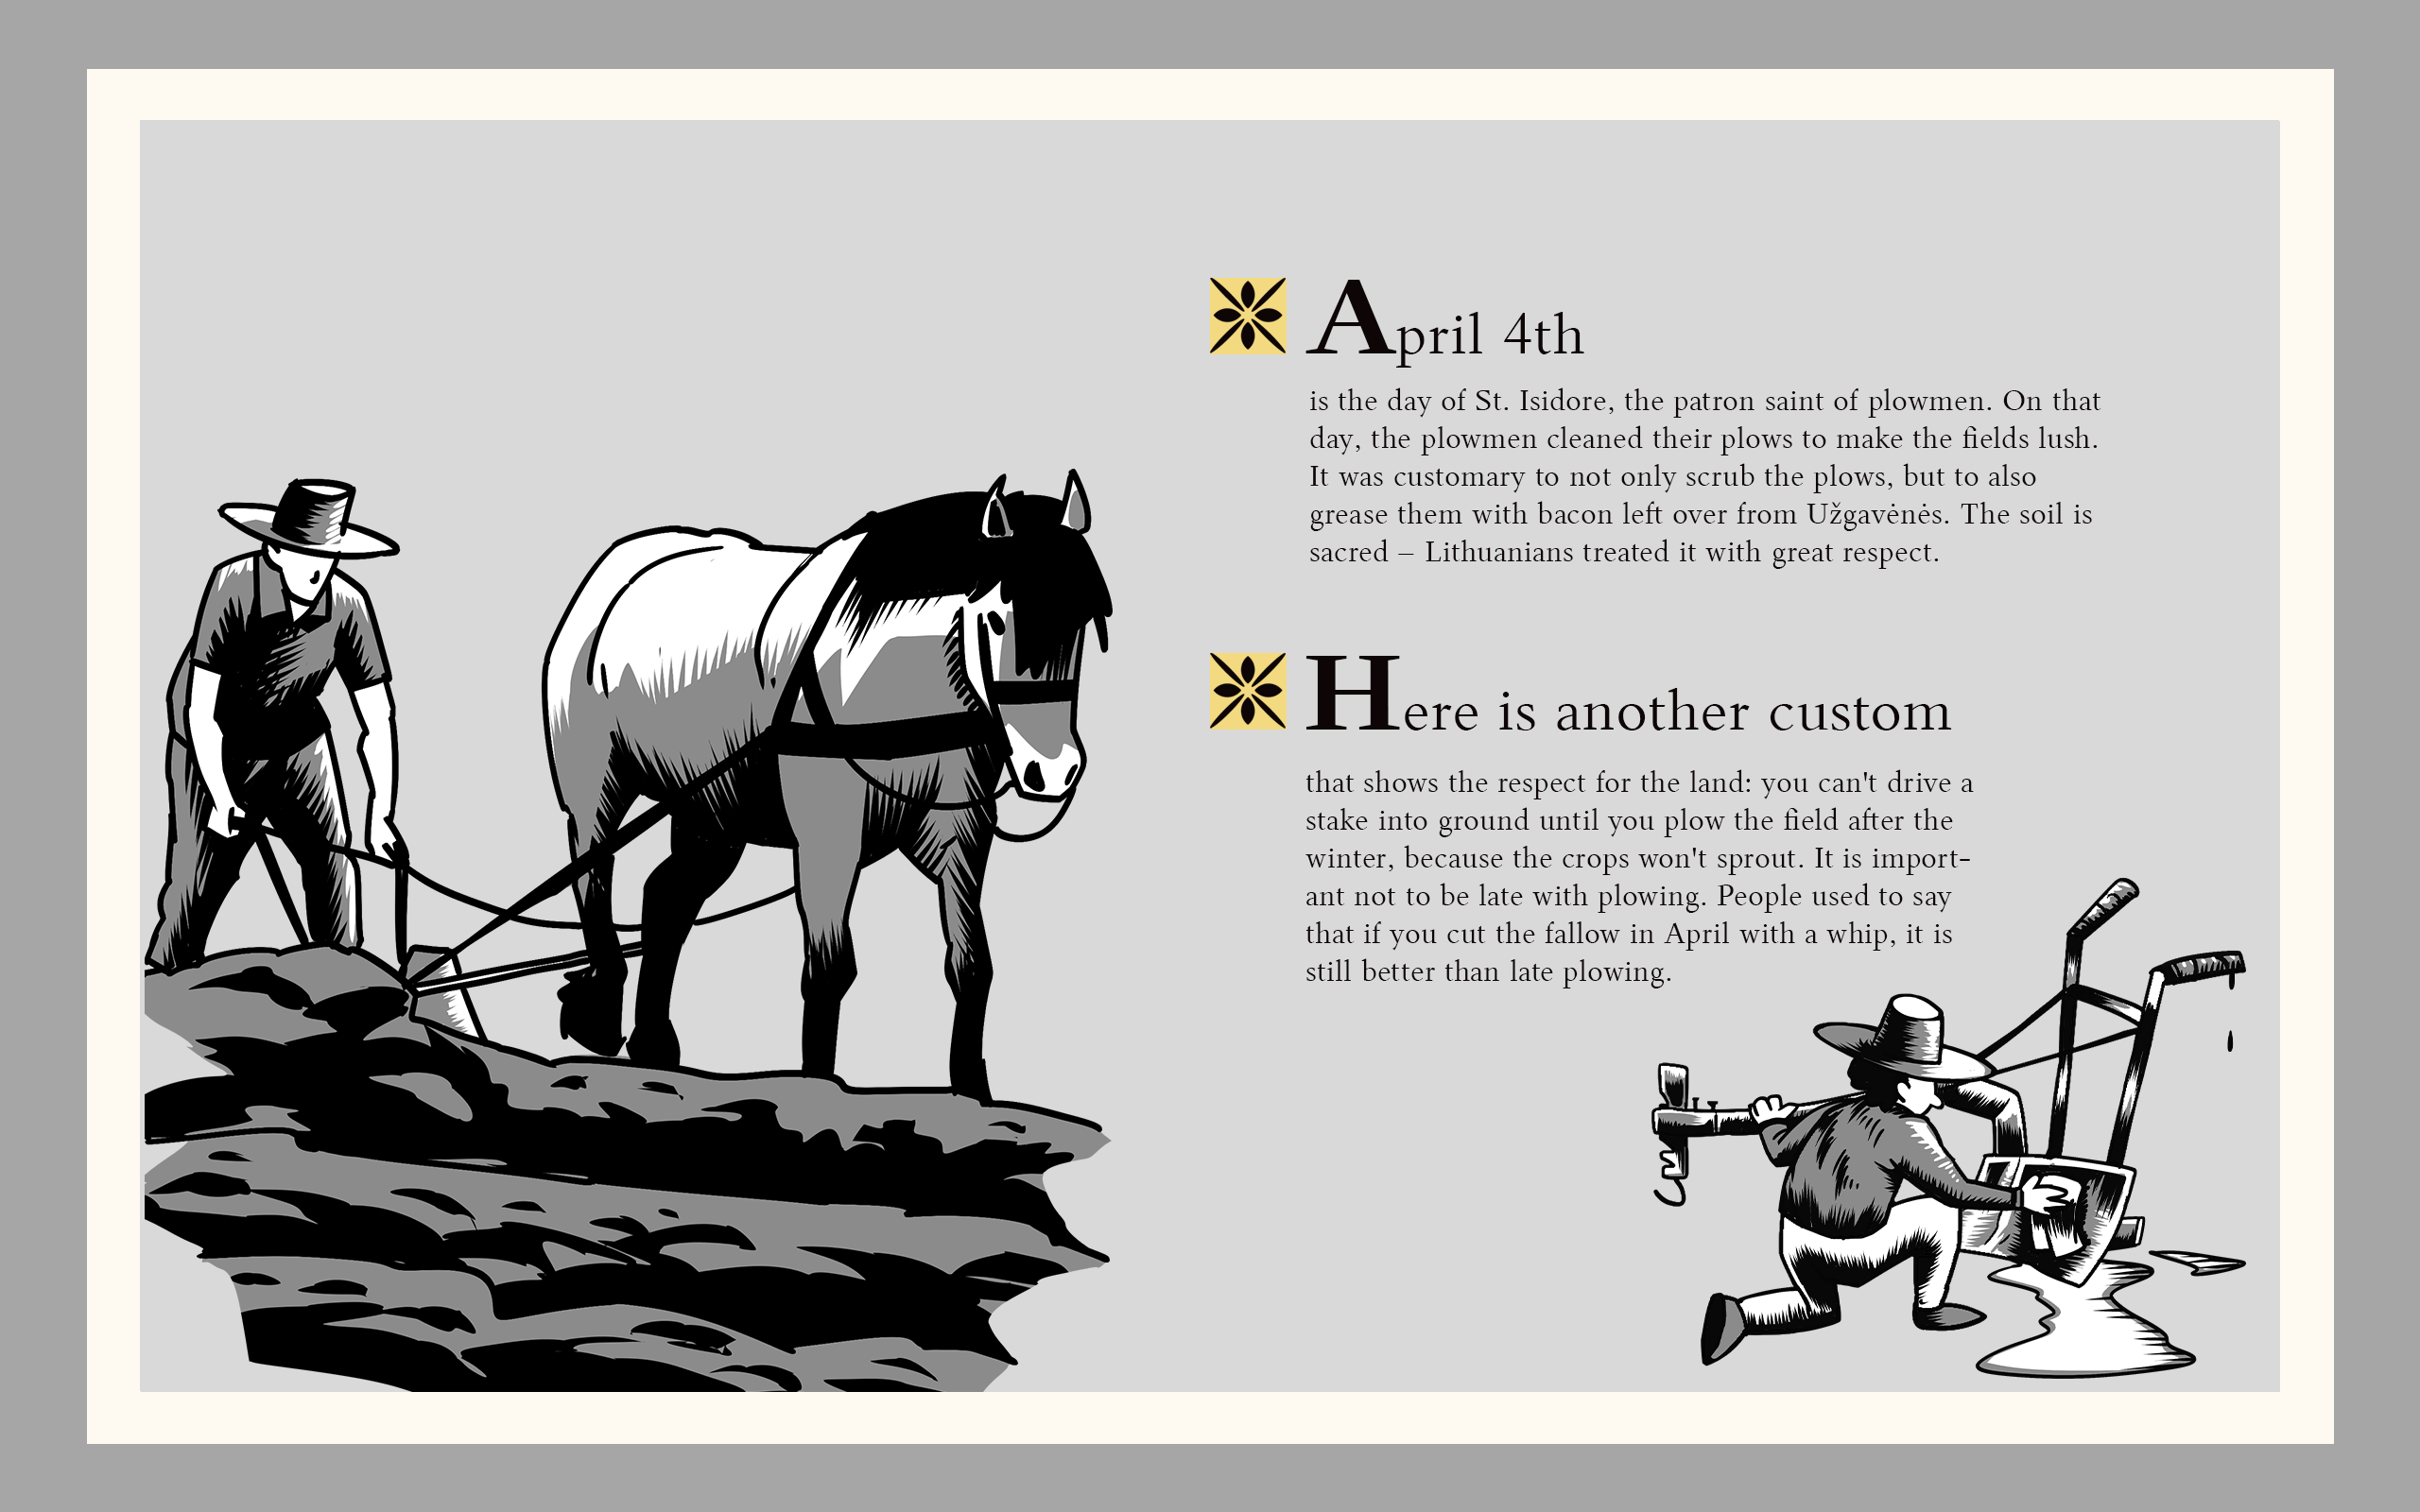 April 4th
is the day of St. Isidore, the patron saint of plowmen. On that
day, the plowmen cleaned their plows to make the fields lush.
It was customary to not only scrub the plows, but to also
grease them with bacon left over from Užgavėnės. The soil is
sacred – Lithuanians treated it with great respect.
Here is another custom
that shows the respect for the land: you can't drive a
stake into ground until you plow the field after the
winter, because the crops won't sprout. It is import-
ant not to be late with plowing. People used to say
that if you cut the fallow in April with a whip, it is
still better than late plowing.